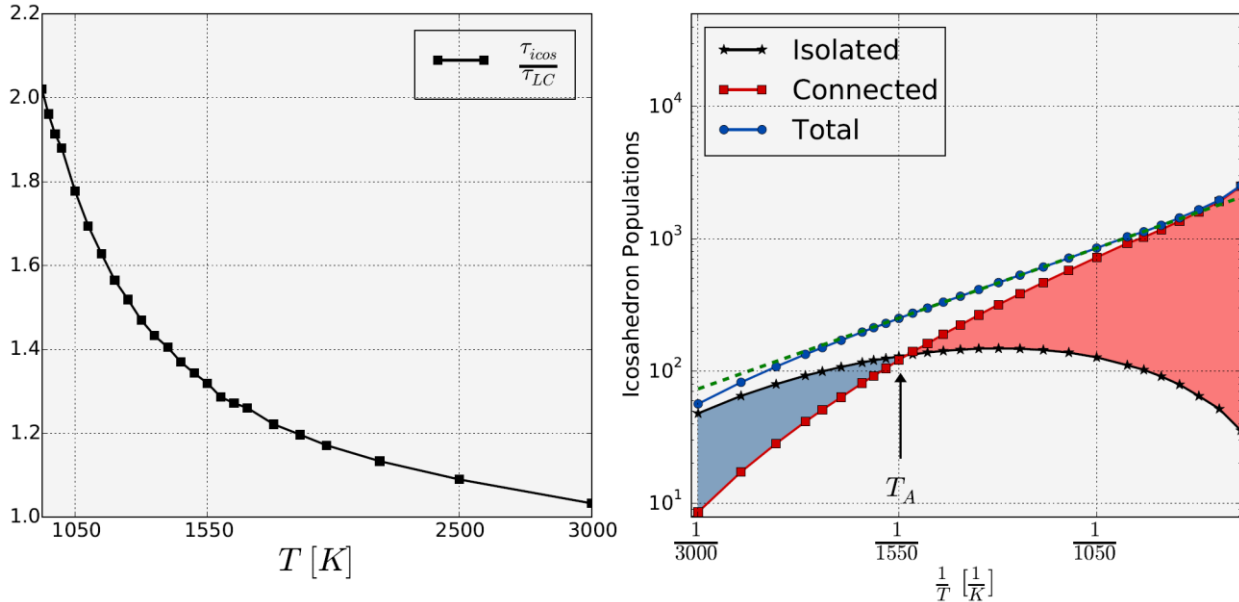 2.2
2.0
1.8
1.6
1.4
1.2
1.0
τ_icos
τ_LC
1050
1550
2500
3000
T [K]
Icosahedron Populations
10^4
10^3
10^2
10^1
Isolated
Connected
Total
T_A
1/3000
1/1550
1/1050
1/T [1/K]